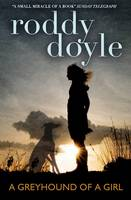 "A SMALL MIRACLE OF A BOOK" SUNDAY TELEGRAPH
roddy
doyle
A GREYHOUND OF A GIRL